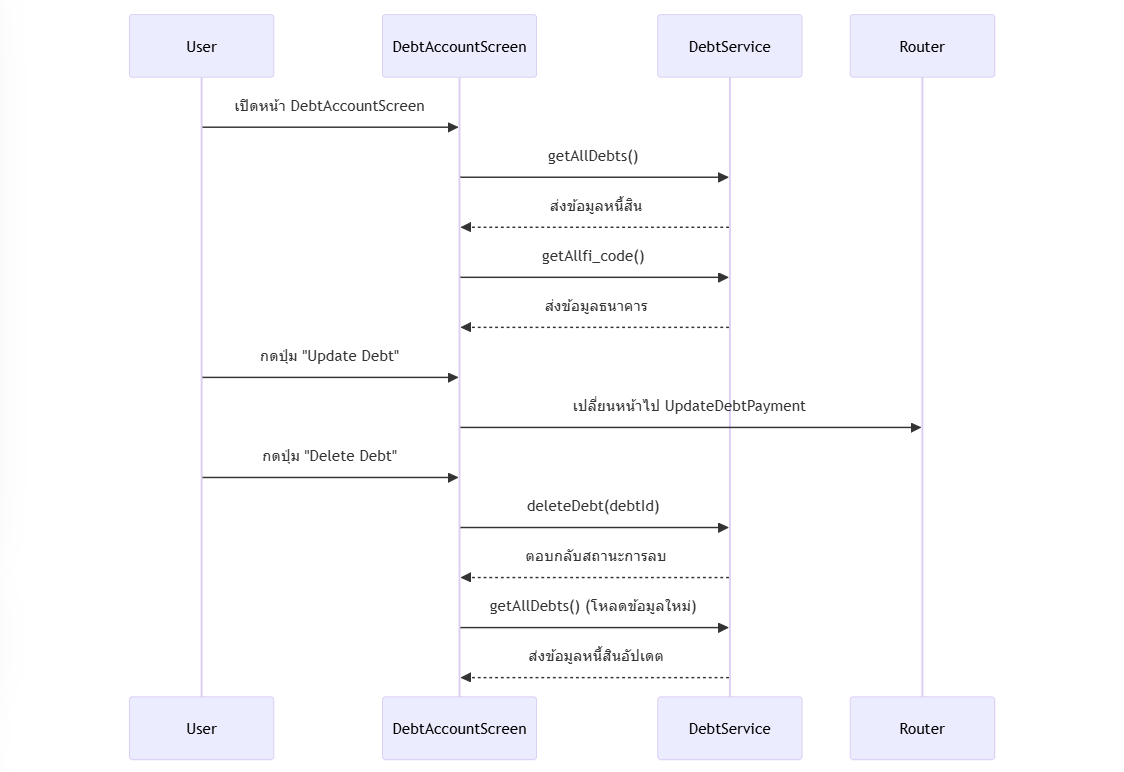 User
DebtAccountScreen
DebtService
Router
เปิดหน้า DebtAccountScreen
getAllDebts()
ส่งข้อมูลหนี้สิน
getAllfi_code()
ส่งข้อมูลธนาคาร
กดปุ่ม "Update Debt"
เปลี่ยนหน้าไป UpdateDebtPayment
กดปุ่ม "Delete Debt"
deleteDebt(debtId)
ตอบกลับสถานะการลบ
getAllDebts() (โหลดข้อมูลใหม่)
ส่งข้อมูลหนี้สินอัปเดต
User
DebtAccountScreen
DebtService
Router